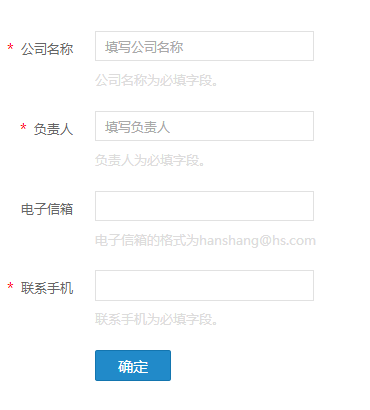 * 公司名称 填写公司名称
公司名称为必填字段。
* 负责人 填写负责人
负责人为必填字段。
电子信箱
电子信箱的格式为hanshang@hs.com
* 联系手机
联系手机为必填字段。
确定